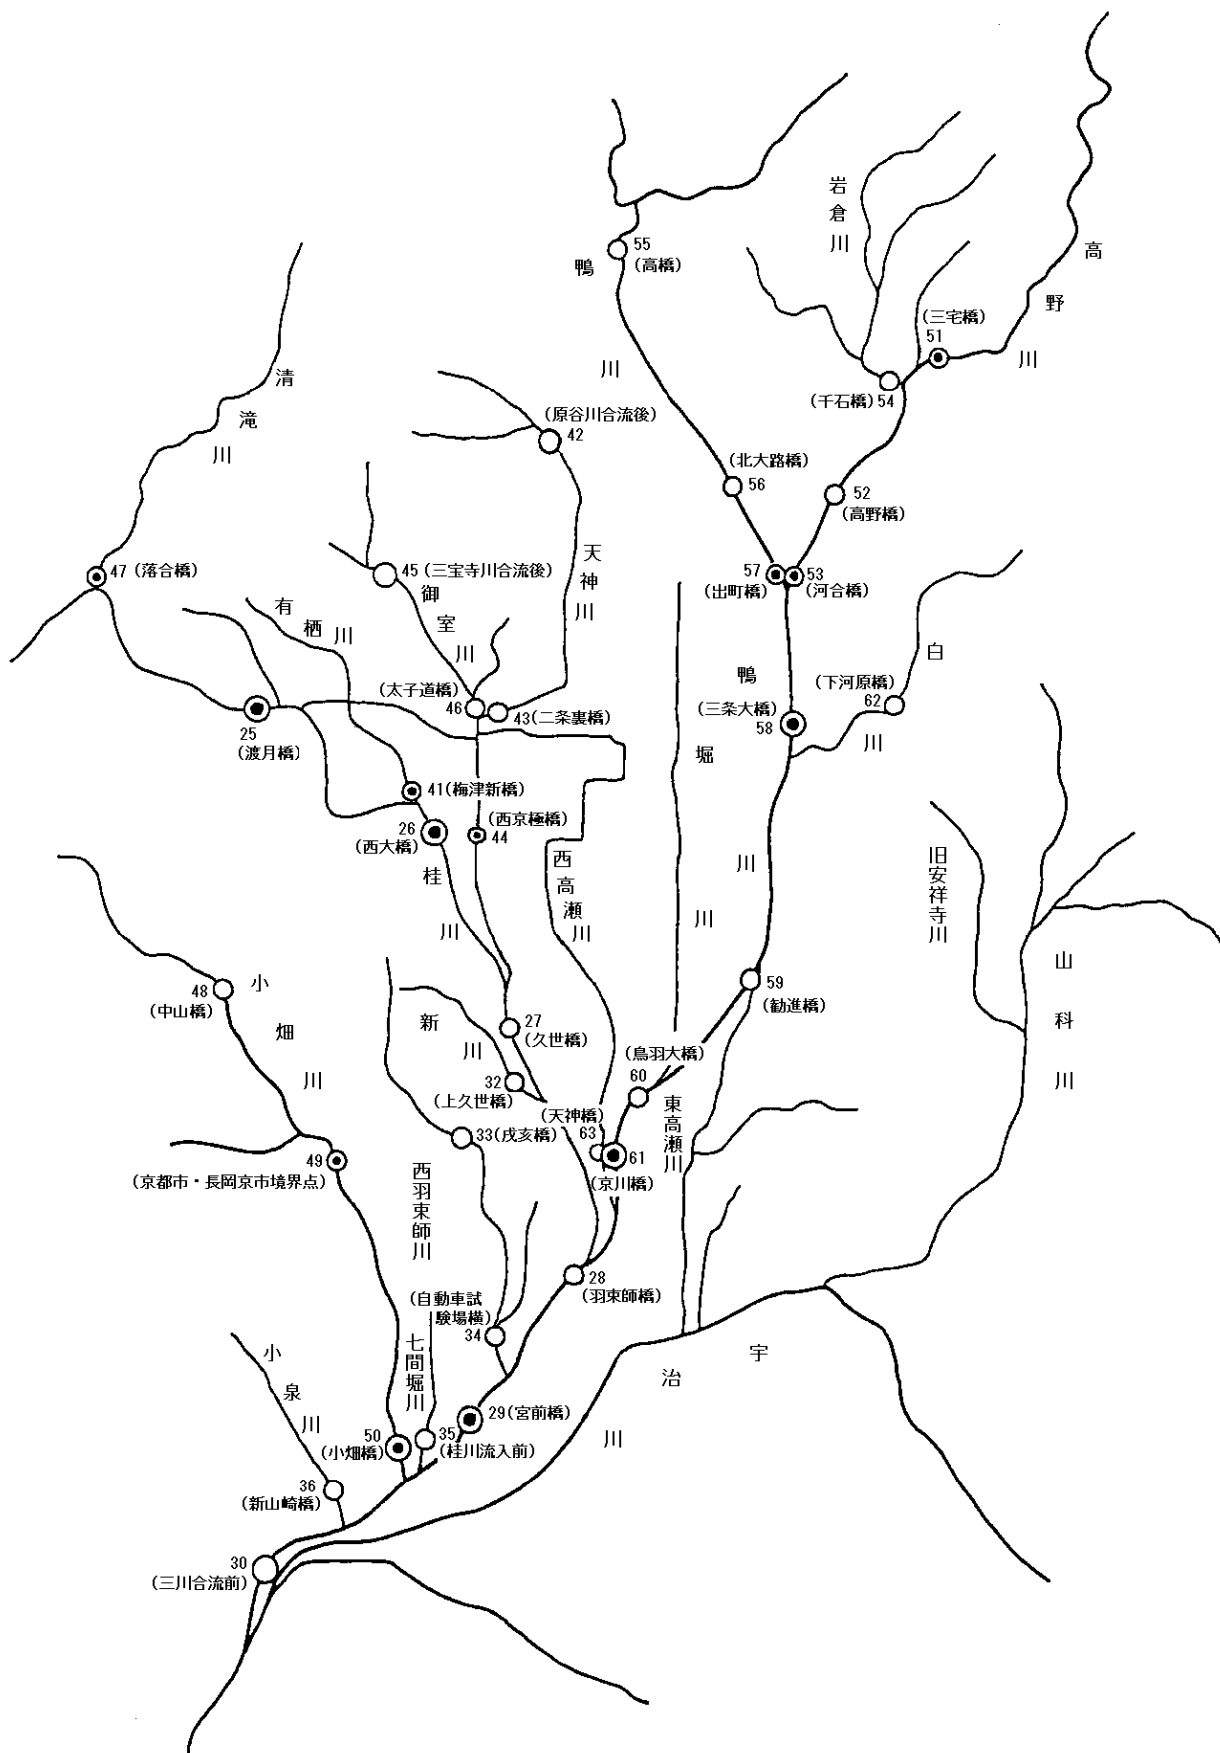 岩倉川
高野川
55
(高橋)
鴨川
(三宅橋)
51
(千石橋)
54
清滝川
(原谷川合流後)
42
(北大路橋)
56
52
(高野橋)
47(落合橋)
45(三宝寺川合流後)
天神川
57
(出町橋)
53
(河合橋)
有栖川
御室川
白川
鴨川
(下河原橋)
62
(太子道橋)
46
43(二条裏橋)
(三条大橋)
58
25
(渡月橋)
堀川
41(梅津新橋)
26
(西大橋)
(西京極橋)
44
桂川
西高瀬川
旧安祥寺川
山科川
48
(中山橋)
小畑川
新川
27
(久世橋)
59
(勧進橋)
32
(上久世橋)
(鳥羽大橋)
60
(天神橋)
63
33(戌亥橋)
東高瀬川
61
(京川橋)
49
(京都市・長岡京市境界点)
西羽束師川
28
(羽束師橋)
(自動車試
験場横)
34
七間堀川
小泉川
宇治川
29(宮前橋)
50
(小畑橋)
35
(桂川流入前)
36
(新山崎橋)
30
(三川合流前)